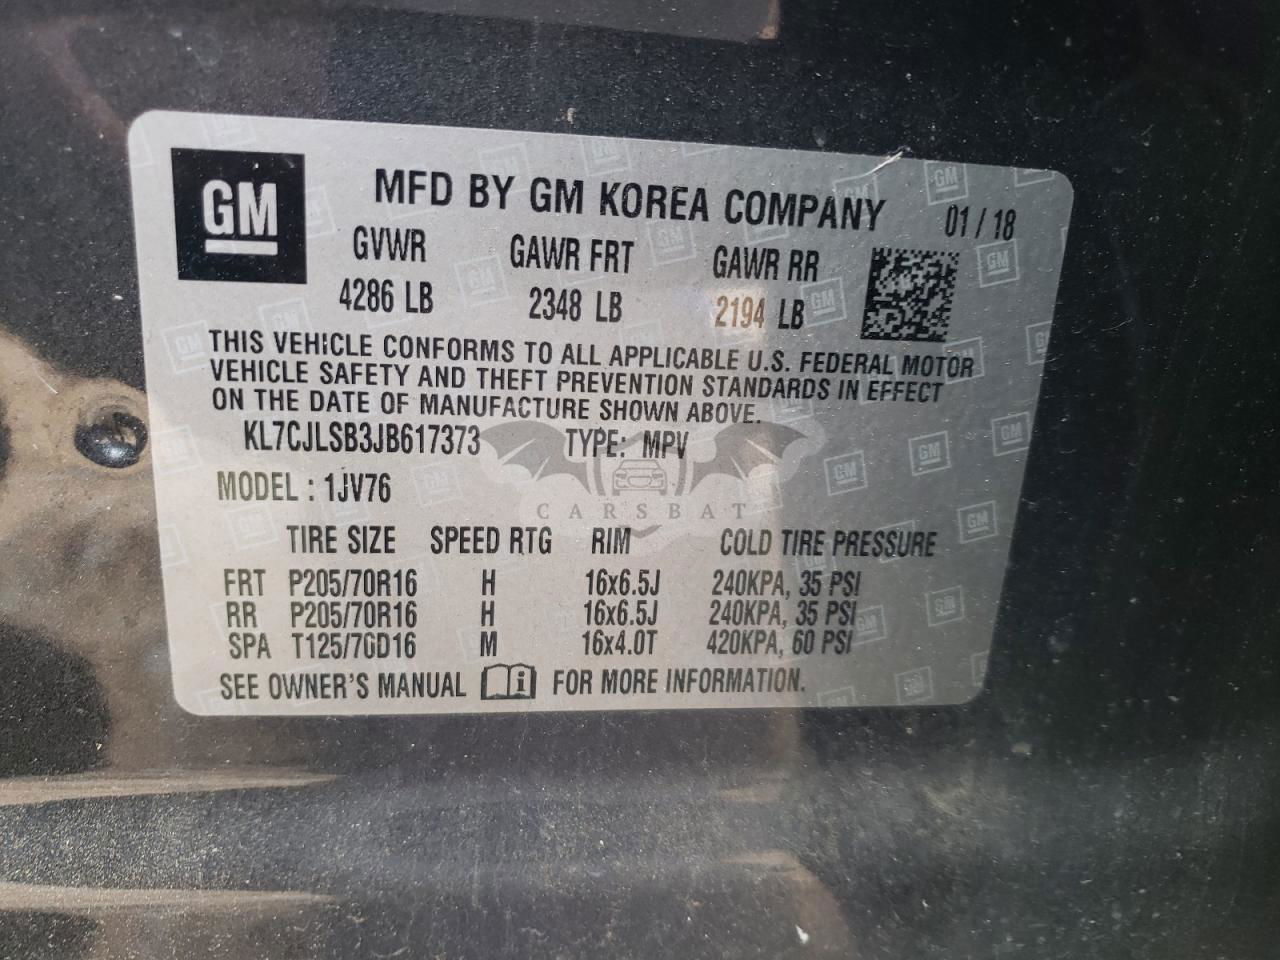 GM
MFD BY GM KOREA COMPANY 01 / 18
GVWR GAWR FRT GAWR RR
4286 LB 2348 LB 2194 LB
THIS VEHICLE CONFORMS TO ALL APPLICABLE U.S. FEDERAL MOTOR
VEHICLE SAFETY AND THEFT PREVENTION STANDARDS IN EFFECT
ON THE DATE OF MANUFACTURE SHOWN ABOVE.
KL7CJLSB3JB617373 TYPE: MPV
MODEL : 1JV76
CARSBAT
TIRE SIZE SPEED RTG RIM COLD TIRE PRESSURE
FRT P205/70R16 H 16x6.5J 240KPA, 35 PSI
RR P205/70R16 H 16x6.5J 240KPA, 35 PSI
SPA T125/70D16 M 16x4.0T 420KPA, 60 PSI
SEE OWNER'S MANUAL i FOR MORE INFORMATION.